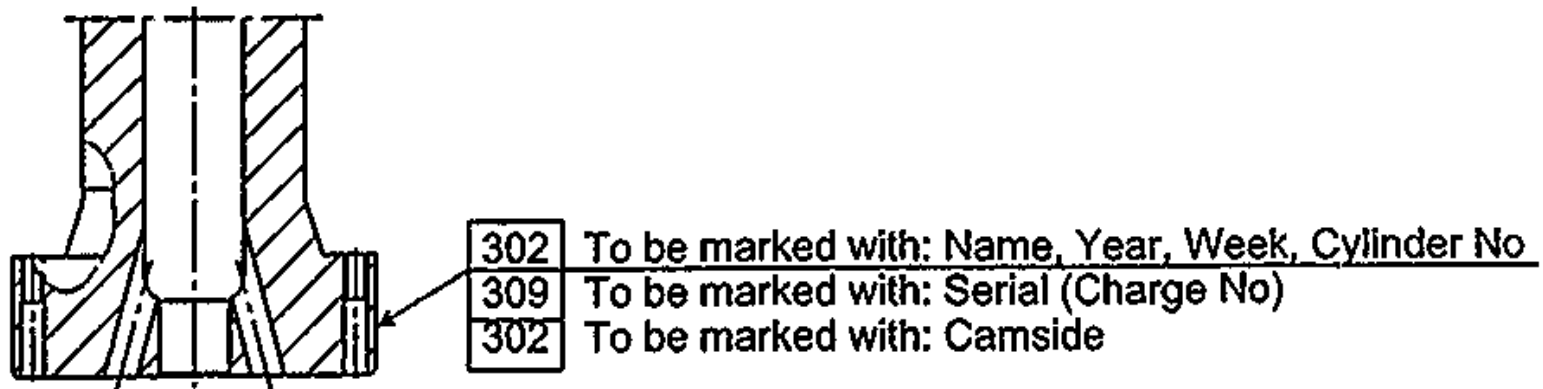 302 To be marked with: Name, Year, Week, Cylinder No
309 To be marked with: Serial (Charge No)
302 To be marked with: Camside